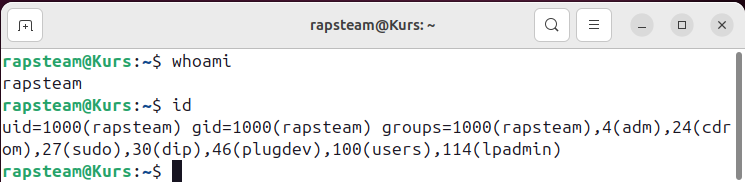 rapsteam@Kurs: ~
rapsteam@Kurs:~$ whoami
rapsteam
rapsteam@Kurs:~$ id
uid=1000(rapsteam) gid=1000(rapsteam) groups=1000(rapsteam),4(adm),24(cdr
om),27(sudo),30(dip),46(plugdev),100(users),114(lpadmin)
rapsteam@Kurs:~$